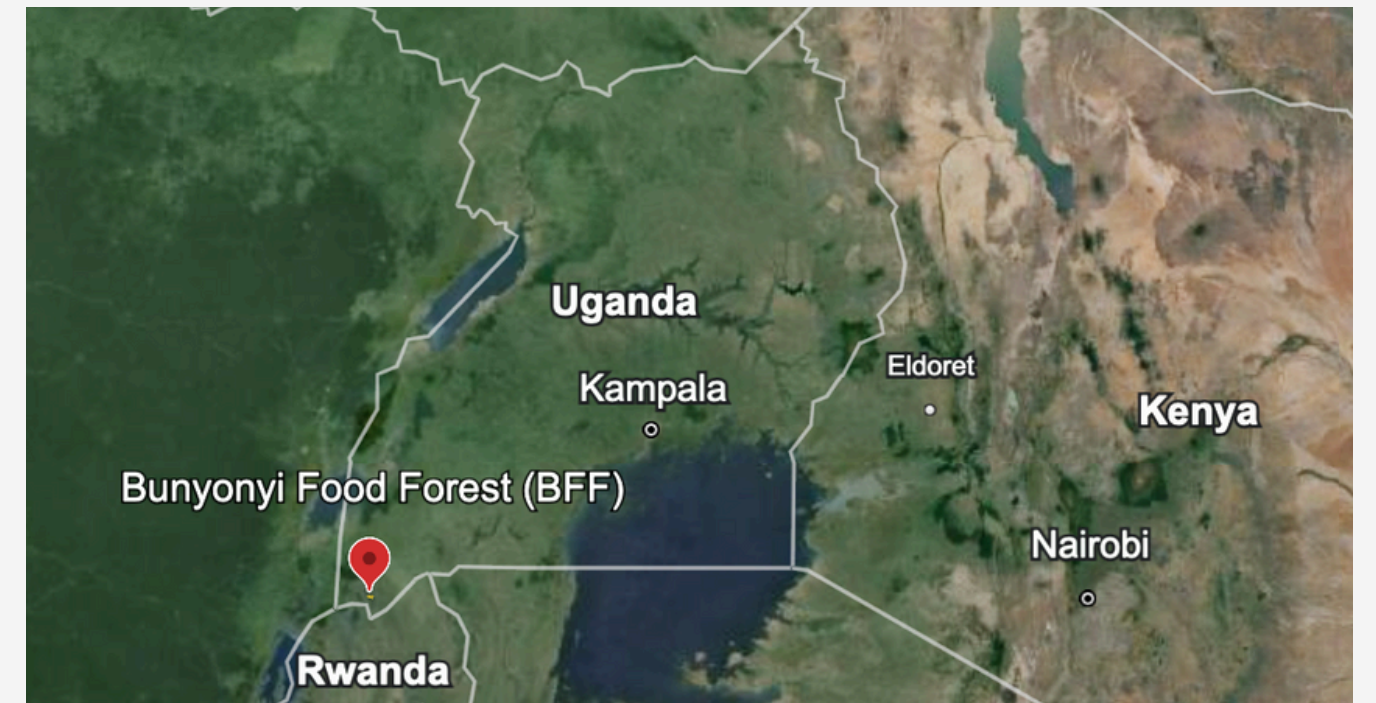 Uganda
Eldoret
Kampala
Kenya
Bunyonyi Food Forest (BFF)
Nairobi
Rwanda